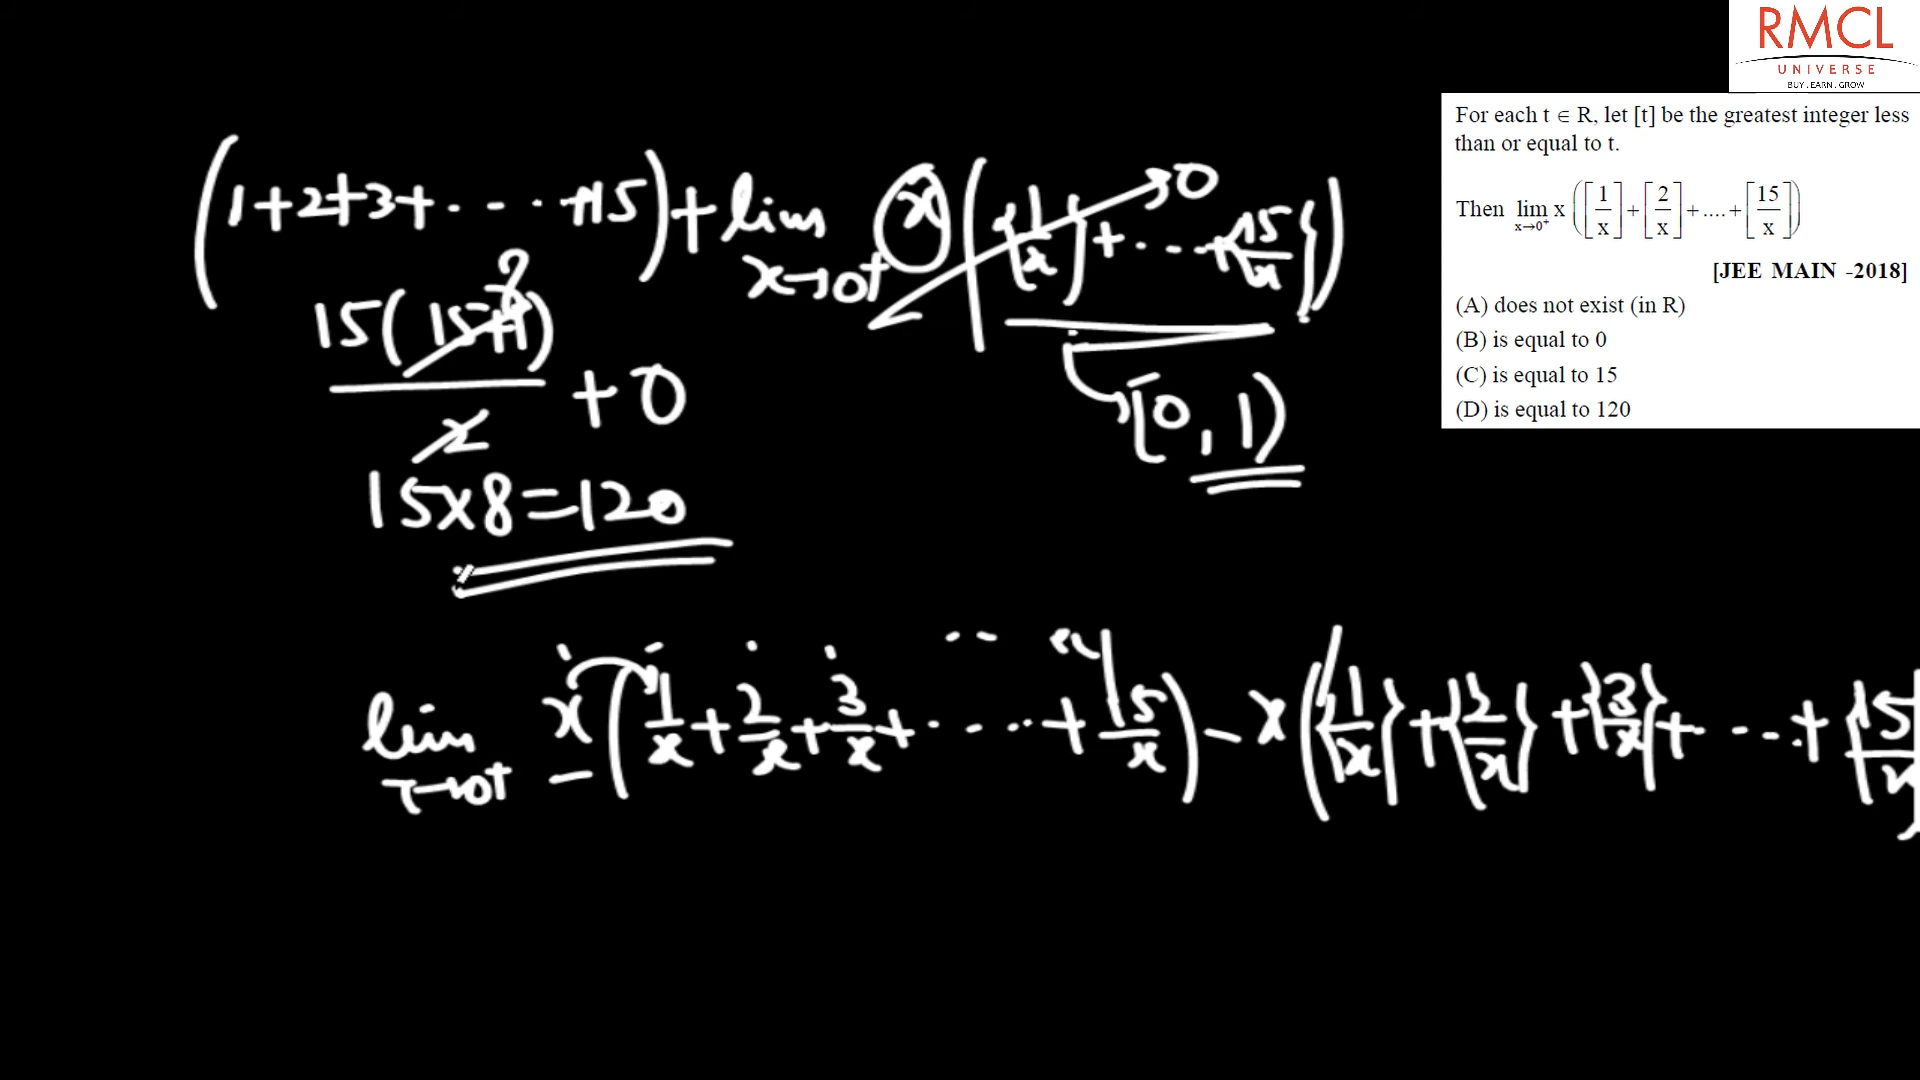 RMCL
UNIVERSE
BUY . EARN . GROW
For each t ∈ R, let [t] be the greatest integer less
than or equal to t.
Then lim x→0⁺ x ([1/x] + [2/x] + .... + [15/x])
[JEE MAIN -2018]
(A) does not exist (in R)
(B) is equal to 0
(C) is equal to 15
(D) is equal to 120
(1+2+3+ . - - . +15) + lim x→0⁺ x ({1/x} + . - - + {15/x}) → 0
15(15+1) 8 / 2 + 0
[0, 1)
15×8=120
lim x→0⁺ x (1/x + 2/x + 3/x + . - - . + 15/x) - x ({1/x} + {2/x} + {3/x} + . - - . + {15/x}